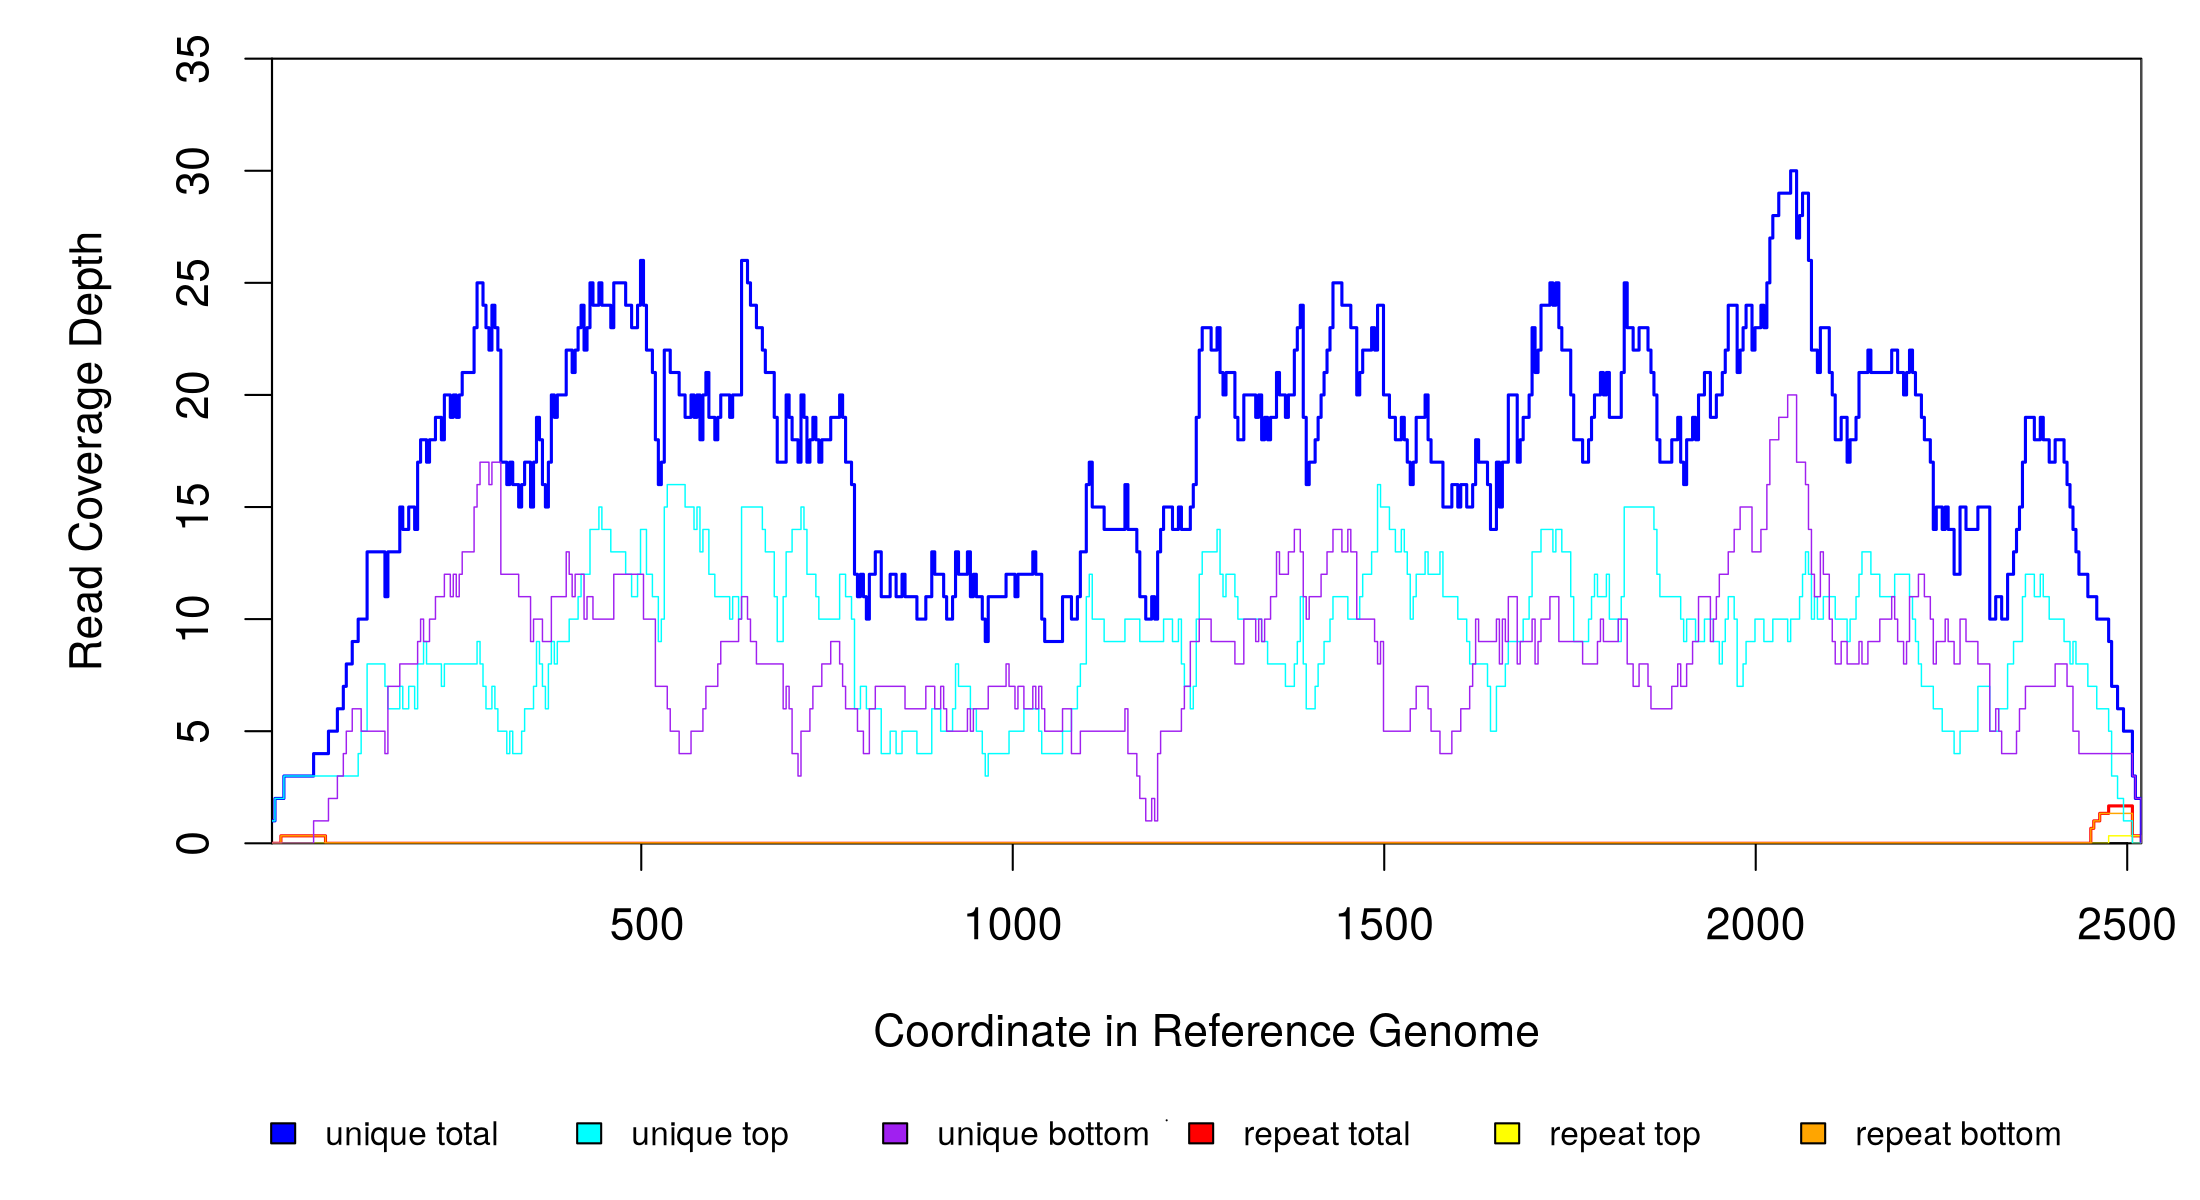 35
30
25
20
15
10
5
0
Read Coverage Depth
500 1000 1500 2000 2500
Coordinate in Reference Genome
unique total unique top unique bottom repeat total repeat top repeat bottom